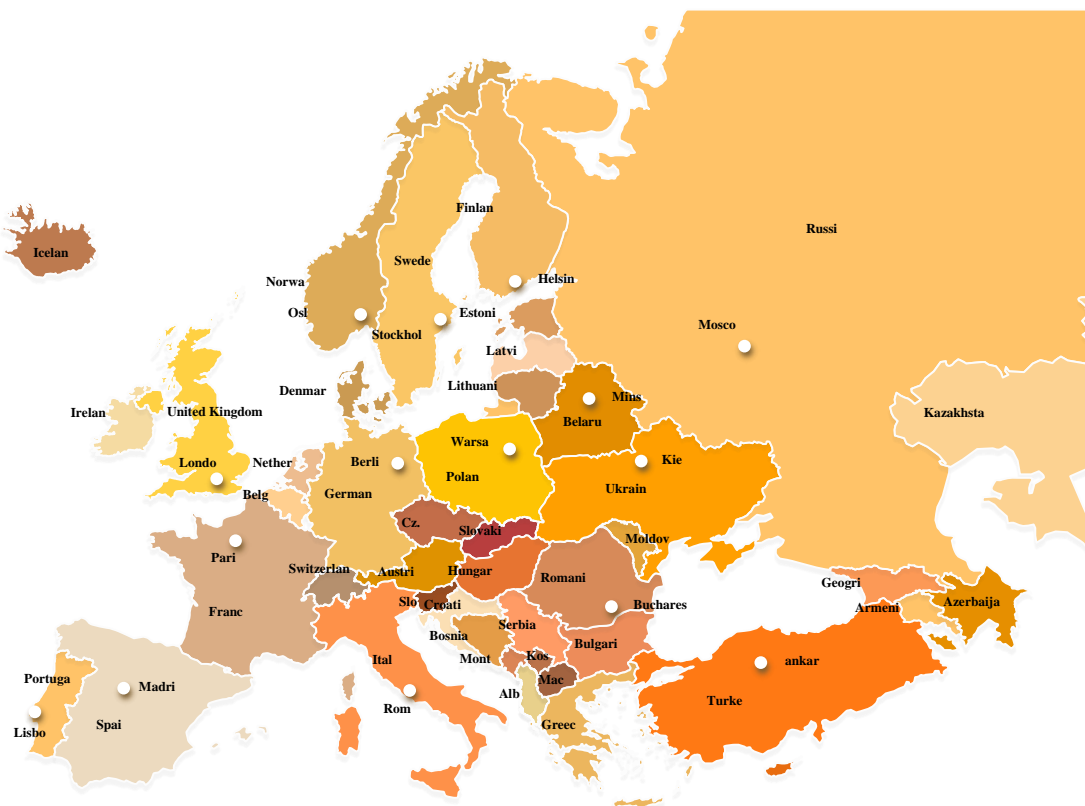 Icelan
Finlan
Russi
Swede
Norwa
Helsin
Osl
Estoni
Stockhol
Mosco
Latvi
Denmar
Lithuani
Mins
Irelan
United Kingdom
Belaru
Kazakhsta
Warsa
Londo
Nether
Berli
Kie
Polan
Belg
German
Ukrain
Cz.
Slovaki
Moldov
Pari
Switzerlan
Austri
Hungar
Romani
Geogri
Franc
Slo
Croati
Buchares
Armeni
Azerbaija
Serbia
Bosnia
Bulgari
Ital
Mont
Kos
ankar
Portuga
Madri
Mac
Alb
Turke
Rom
Lisbo
Spai
Greec